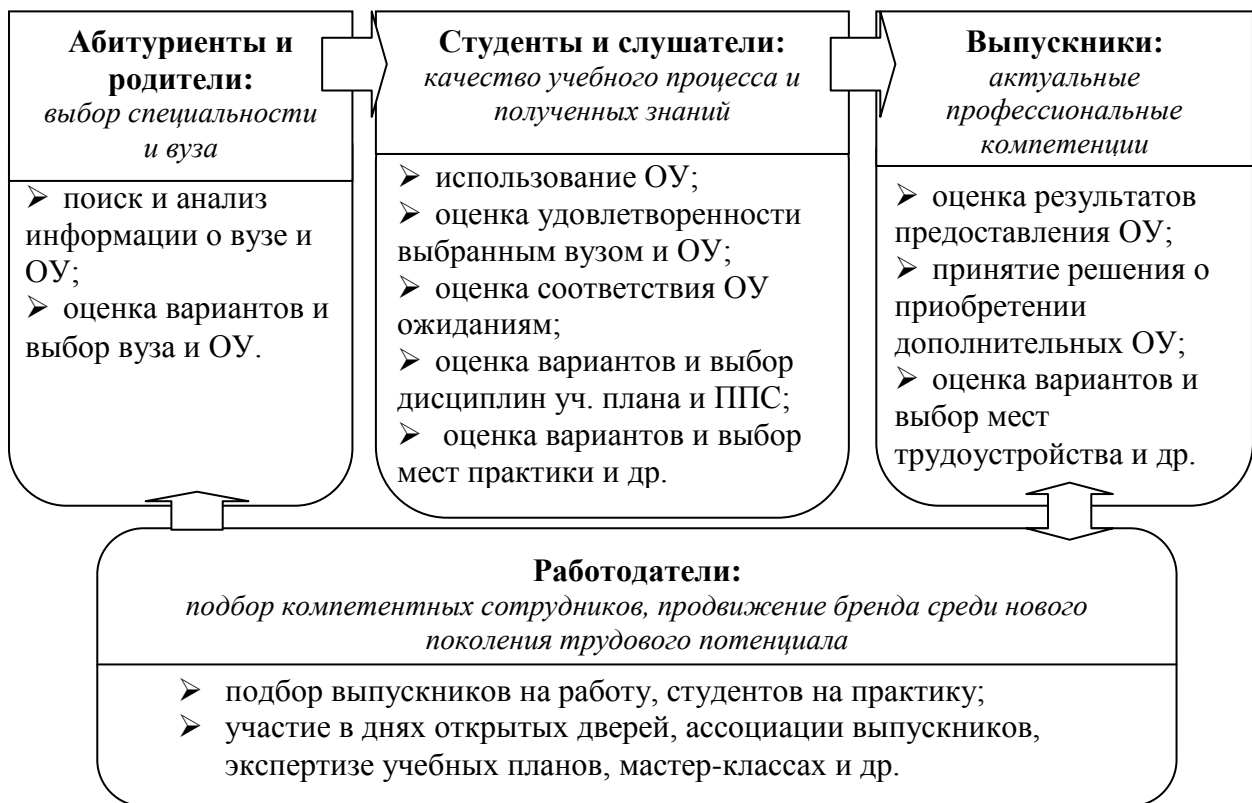 Абитуриенты и
родители:
выбор специальности
и вуза
➢ поиск и анализ
информации о вузе и
ОУ;
➢ оценка вариантов и
выбор вуза и ОУ.
Студенты и слушатели:
качество учебного процесса и
полученных знаний
➢ использование ОУ;
➢ оценка удовлетворенности
выбранным вузом и ОУ;
➢ оценка соответствия ОУ
ожиданиям;
➢ оценка вариантов и выбор
дисциплин уч. плана и ППС;
➢ оценка вариантов и выбор
мест практики и др.
Выпускники:
актуальные
профессиональные
компетенции
➢ оценка результатов
предоставления ОУ;
➢ принятие решения о
приобретении
дополнительных ОУ;
➢ оценка вариантов и
выбор мест
трудоустройства и др.
Работодатели:
подбор компетентных сотрудников, продвижение бренда среди нового
поколения трудового потенциала
➢ подбор выпускников на работу, студентов на практику;
➢ участие в днях открытых дверей, ассоциации выпускников,
экспертизе учебных планов, мастер-классах и др.